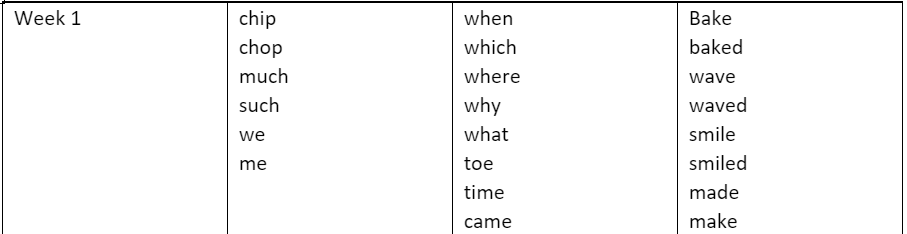 Week 1
chip
chop
much
such
we
me
when
which
where
why
what
toe
time
came
Bake
baked
wave
waved
smile
smiled
made
make